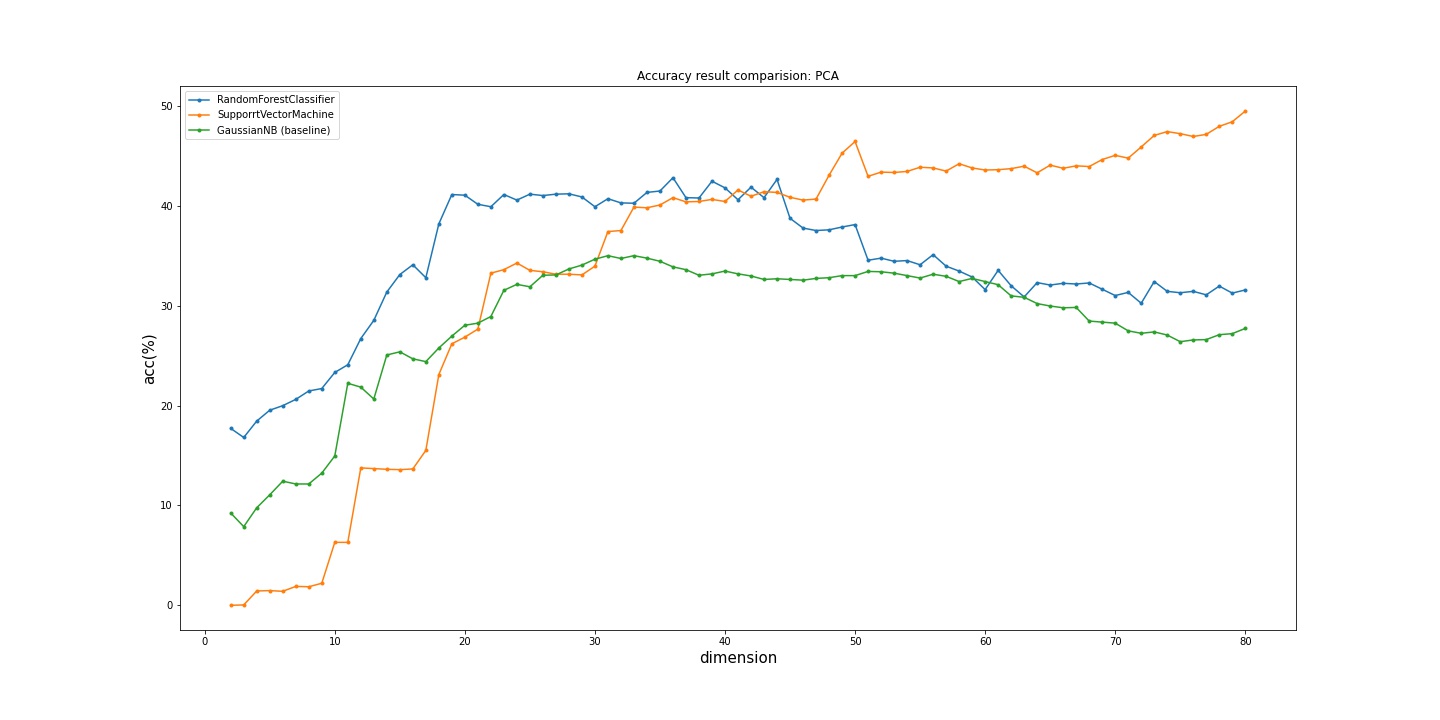 Accuracy result comparision: PCA
RandomForestClassifier
SupporrtVectorMachine
GaussianNB (baseline)
50
40
30
20
10
0
acc(%)
0 10 20 30 40 50 60 70 80
dimension